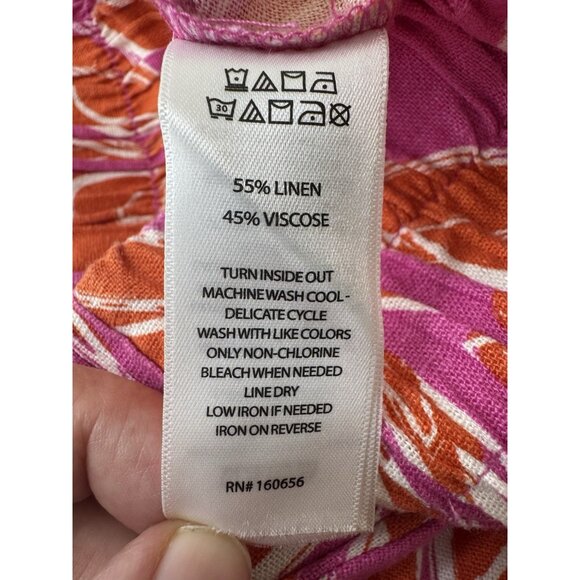 30
55% LINEN
45% VISCOSE
TURN INSIDE OUT
MACHINE WASH COOL -
DELICATE CYCLE
WASH WITH LIKE COLORS
ONLY NON-CHLORINE
BLEACH WHEN NEEDED
LINE DRY
LOW IRON IF NEEDED
IRON ON REVERSE
RN# 160656